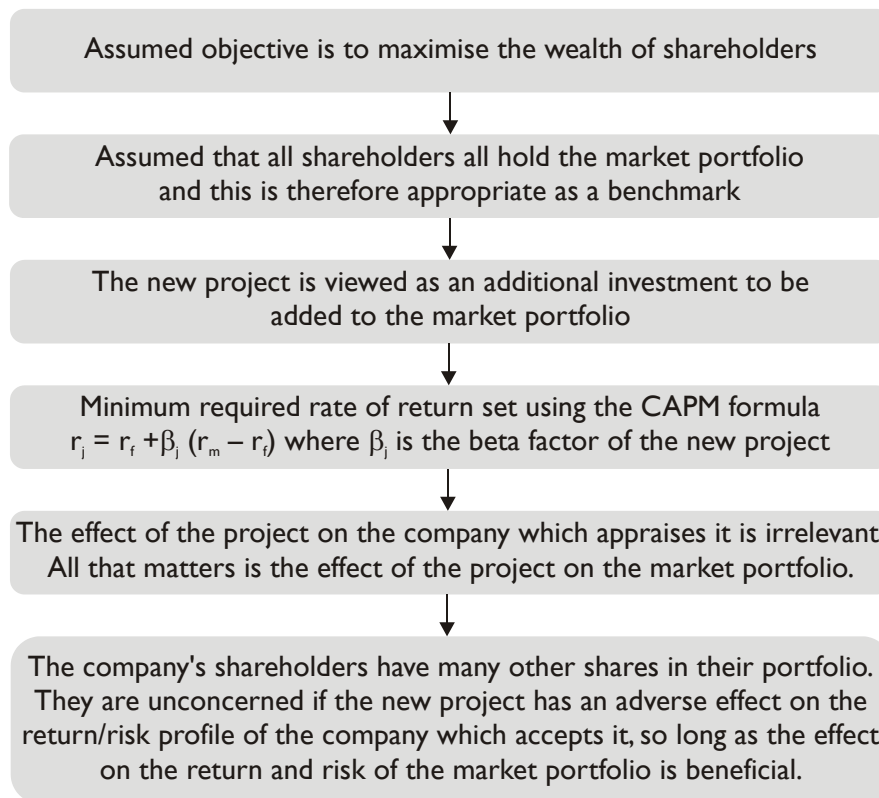 Assumed objective is to maximise the wealth of shareholders
Assumed that all shareholders all hold the market portfolio
and this is therefore appropriate as a benchmark
The new project is viewed as an additional investment to be
added to the market portfolio
Minimum required rate of return set using the CAPM formula
rⱼ = r_f +βⱼ (r_m – r_f) where βⱼ is the beta factor of the new project
The effect of the project on the company which appraises it is irrelevant
All that matters is the effect of the project on the market portfolio.
The company's shareholders have many other shares in their portfolio.
They are unconcerned if the new project has an adverse effect on the
return/risk profile of the company which accepts it, so long as the effect
on the return and risk of the market portfolio is beneficial.